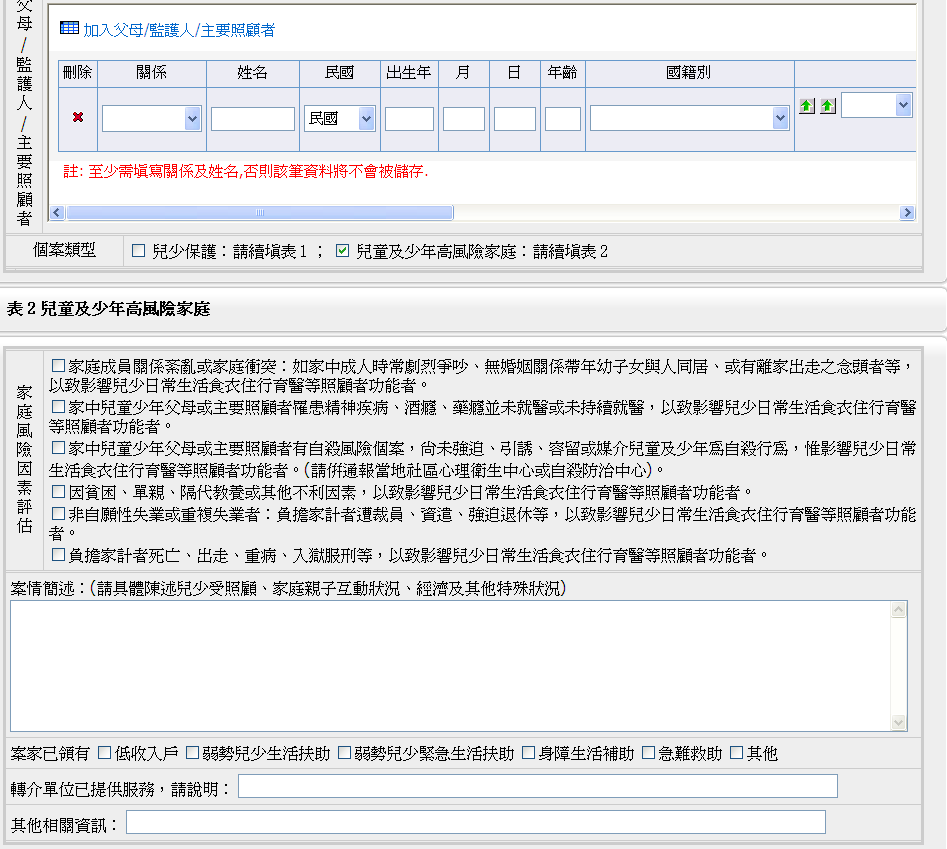 父母/監護人/主要照顧者
加入父母/監護人/主要照顧者
刪除 關係 姓名 民國 出生年 月 日 年齡 國籍別
民國
註: 至少需填寫關係及姓名,否則該筆資料將不會被儲存.
個案類型 兒少保護：請續填表1 ； 兒童及少年高風險家庭：請續填表2
表2兒童及少年高風險家庭
家庭風險因素評估
家庭成員關係紊亂或家庭衝突：如家中成人時常劇烈爭吵、無婚姻關係帶年幼子女與人同居、或有離家出走之念頭者等，
以致影響兒少日常生活食衣住行育醫等照顧者功能者。
家中兒童少年父母或主要照顧者罹患精神疾病、酒癮、藥癮並未就醫或未持續就醫，以致影響兒少日常生活食衣住行育醫
等照顧者功能者。
家中兒童少年父母或主要照顧者有自殺風險個案，尚未強迫、引誘、容留或媒介兒童及少年為自殺行為，惟影響兒少日常
生活食衣住行育醫等照顧者功能者。(請併通報當地社區心理衛生中心或自殺防治中心)。
因貧困、單親、隔代教養或其他不利因素，以致影響兒少日常生活食衣住行育醫等照顧者功能者。
非自願性失業或重複失業者：負擔家計者遭裁員、資遣、強迫退休等，以致影響兒少日常生活食衣住行育醫等照顧者功能
者。
負擔家計者死亡、出走、重病、入獄服刑等，以致影響兒少日常生活食衣住行育醫等照顧者功能者。
案情簡述：(請具體陳述兒少受照顧、家庭親子互動狀況、經濟及其他特殊狀況)
案家已領有 低收入戶 弱勢兒少生活扶助 弱勢兒少緊急生活扶助 身障生活補助 急難救助 其他
轉介單位已提供服務，請說明：
其他相關資訊：